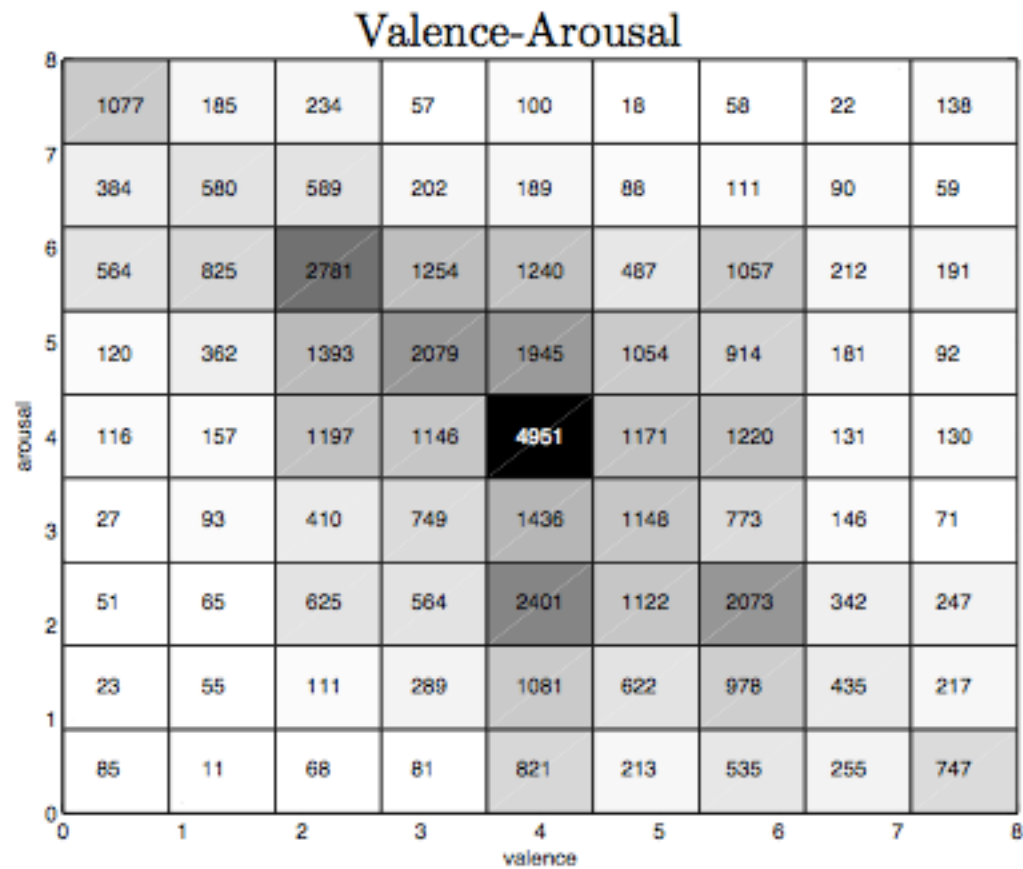 Valence-Arousal
8
1077 185 234 57 100 18 58 22 138
7
384 580 589 202 189 88 111 90 59
6
564 825 2781 1254 1240 487 1057 212 191
5
120 362 1393 2079 1945 1054 914 181 92
arousal
4
116 157 1197 1146 4951 1171 1220 131 130
3
27 93 410 749 1436 1148 773 146 71
2
51 65 625 564 2401 1122 2073 342 247
1
23 55 111 289 1081 622 978 435 217
85 11 68 81 821 213 535 255 747
0
0 1 2 3 4 5 6 7 8
valence